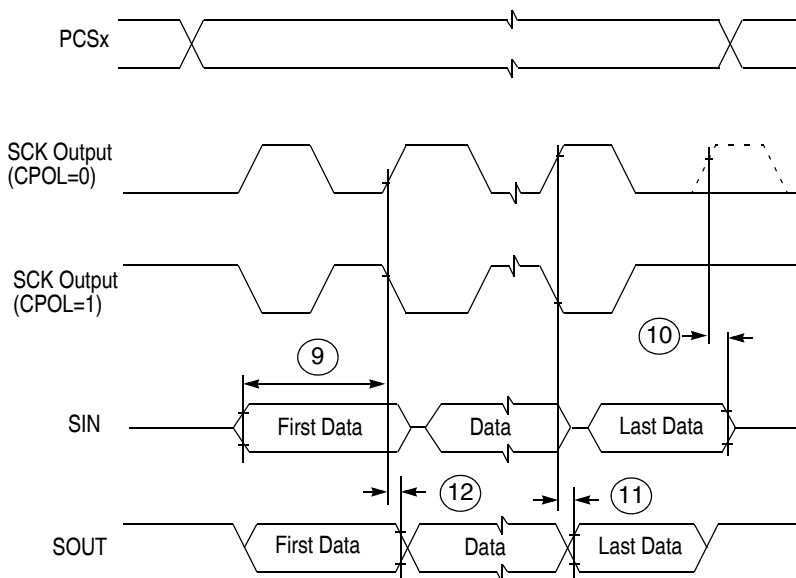 PCSx
SCK Output
(CPOL=0)
SCK Output
(CPOL=1)
10
9
SIN
First Data
Data
Last Data
12
11
SOUT
First Data
Data
Last Data